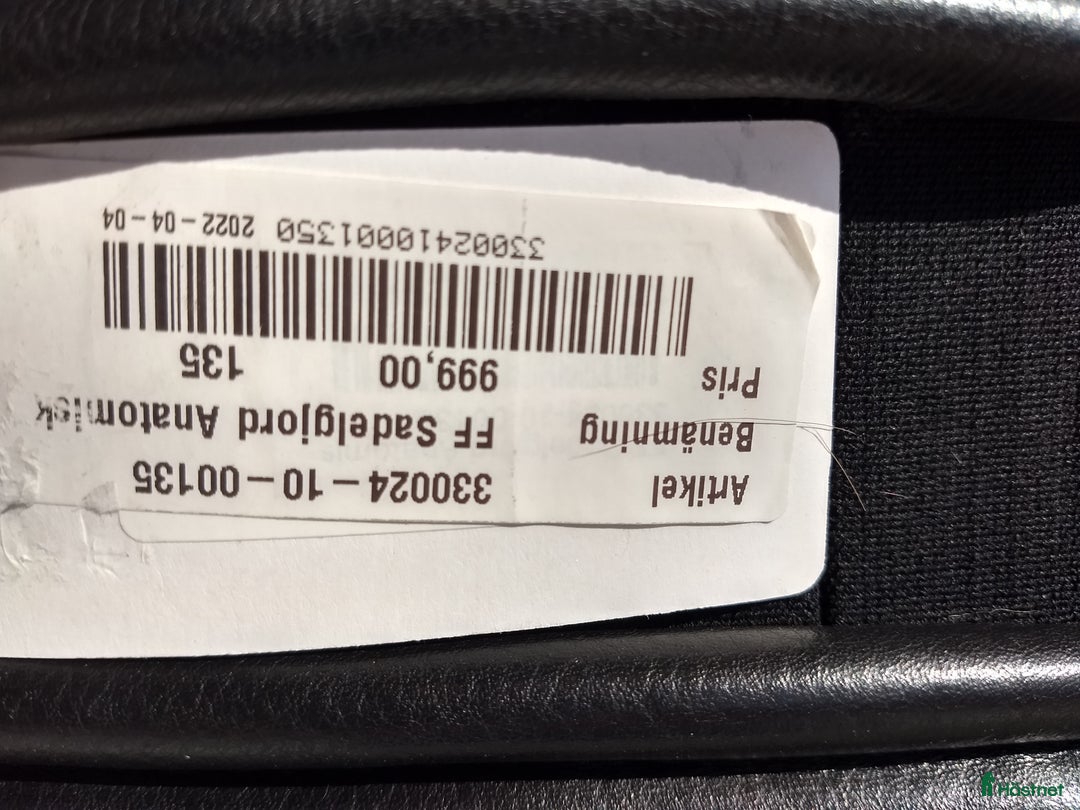 Artikel 330024-10-00135
Benämning FF Sadelgjord Anatomisk
Pris 999,00 135
33002410001350 2022-04-04
Hästnet